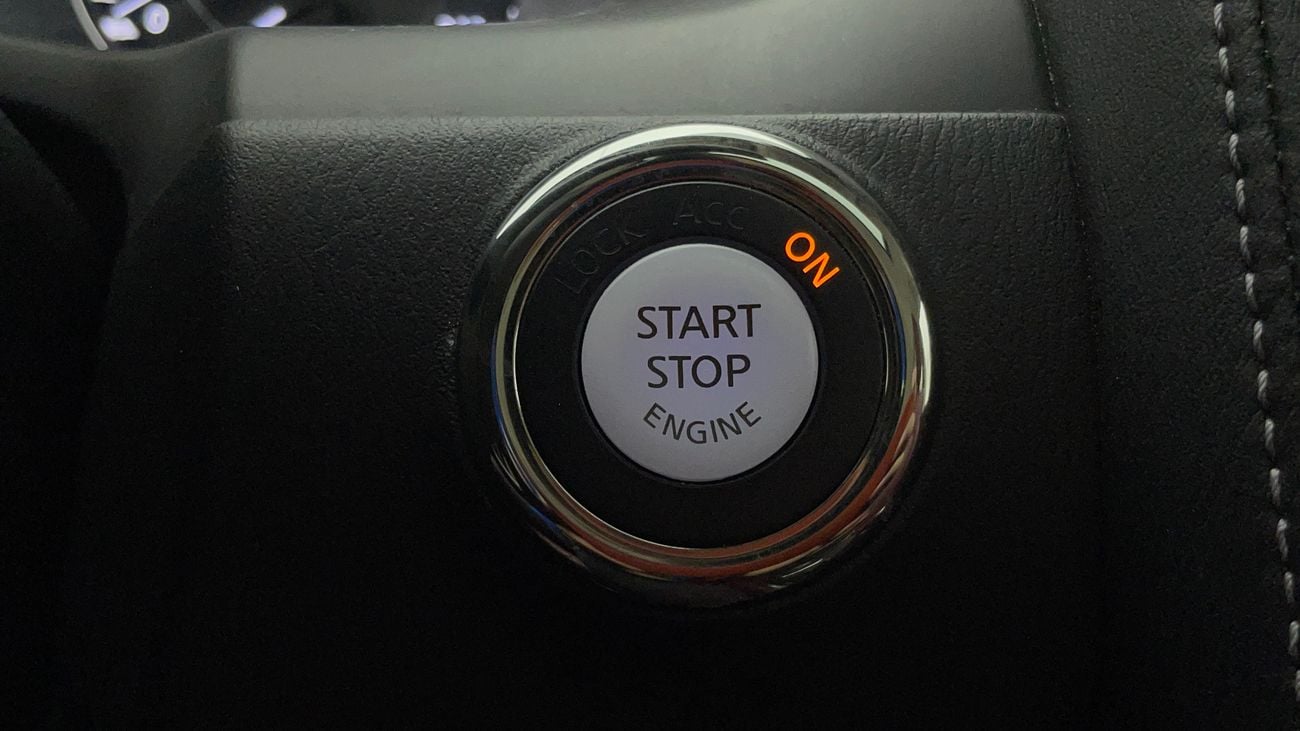 LOCK Acc ON
START
STOP
ENGINE